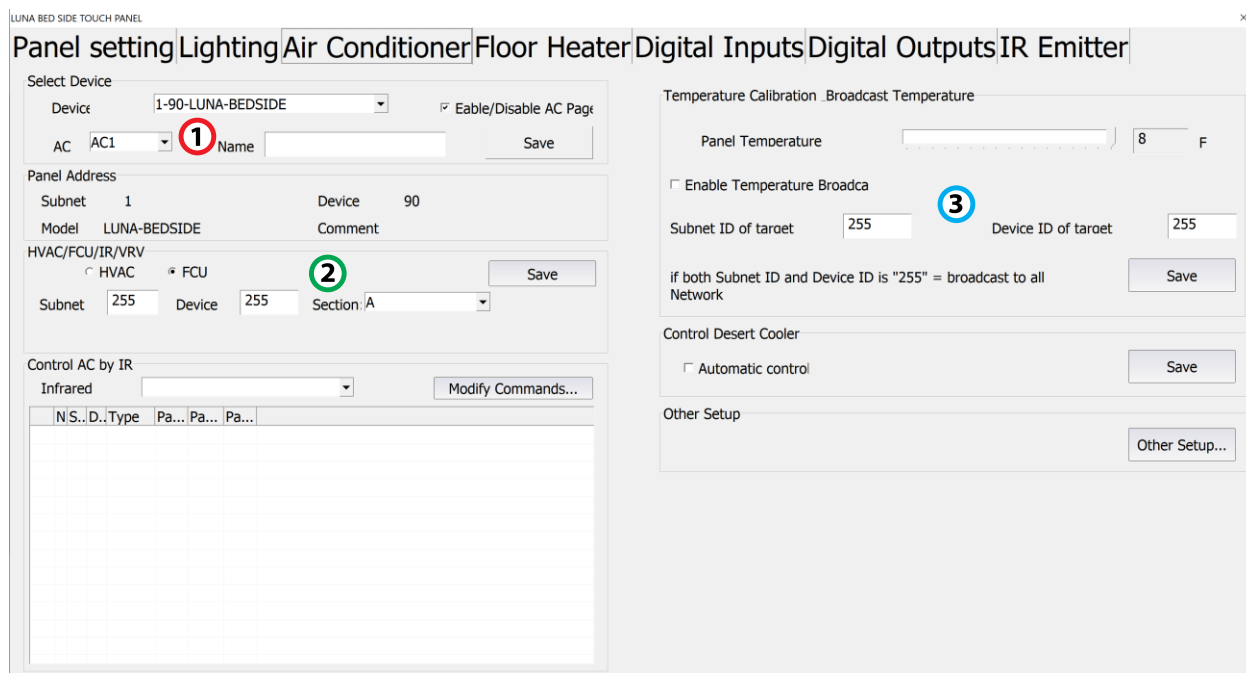 LUNA BED SIDE TOUCH PANEL
×
Panel setting Lighting Air Conditioner Floor Heater Digital Inputs Digital Outputs IR Emitter
Select Device
Device 1-90-LUNA-BEDSIDE Eable/Disable AC Page
AC AC1 1 Name Save
Panel Address
Subnet 1 Device 90
Model LUNA-BEDSIDE Comment
HVAC/FCU/IR/VRV
HVAC FCU 2 Save
Subnet 255 Device 255 Section: A
Control AC by IR
Infrared Modify Commands...
N S.. D.. Type Pa... Pa... Pa...
Temperature Calibration _Broadcast Temperature
Panel Temperature 8 F
Enable Temperature Broadca
3
Subnet ID of target 255 Device ID of target 255
if both Subnet ID and Device ID is "255" = broadcast to all
Network
Save
Control Desert Cooler
Automatic control Save
Other Setup
Other Setup...